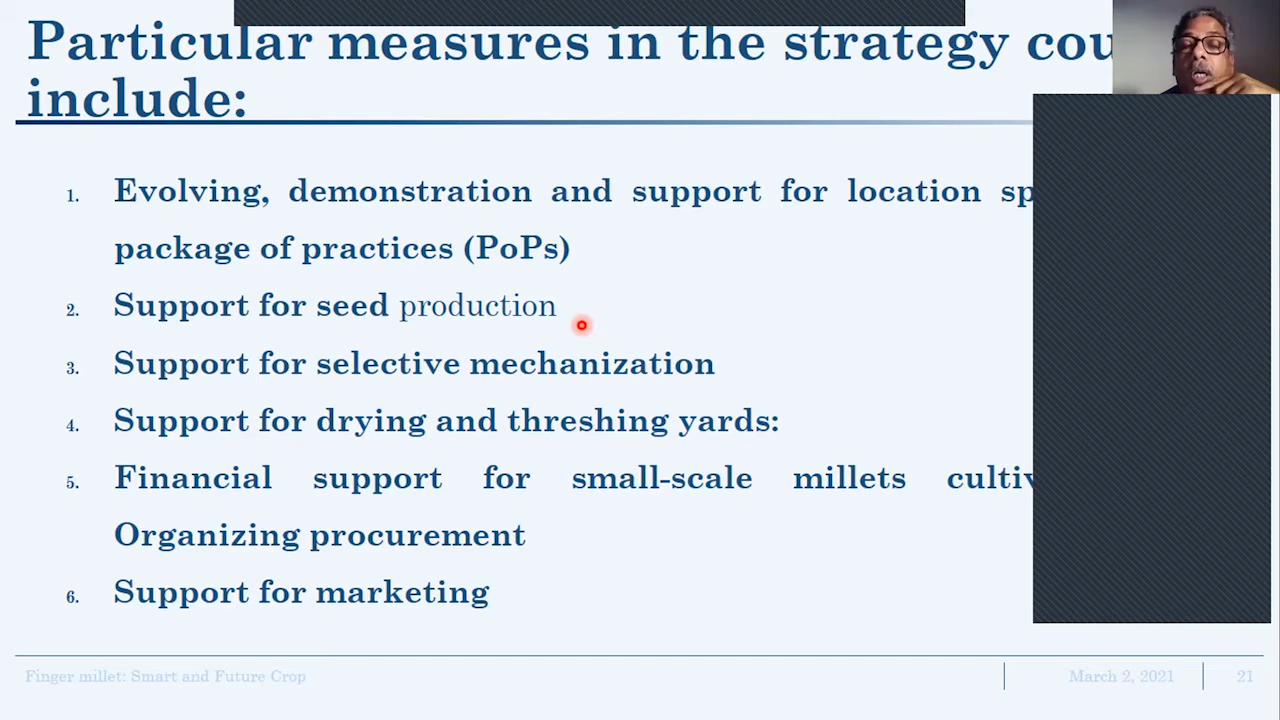 Particular measures in the strategy
include:
1. Evolving, demonstration and support for location
package of practices (PoPs)
2. Support for seed production
3. Support for selective mechanization
4. Support for drying and threshing yards:
5. Financial support for small-scale millets
Organizing procurement
6. Support for marketing
Finger millet: Smart and Future Crop
March 2, 2021
21